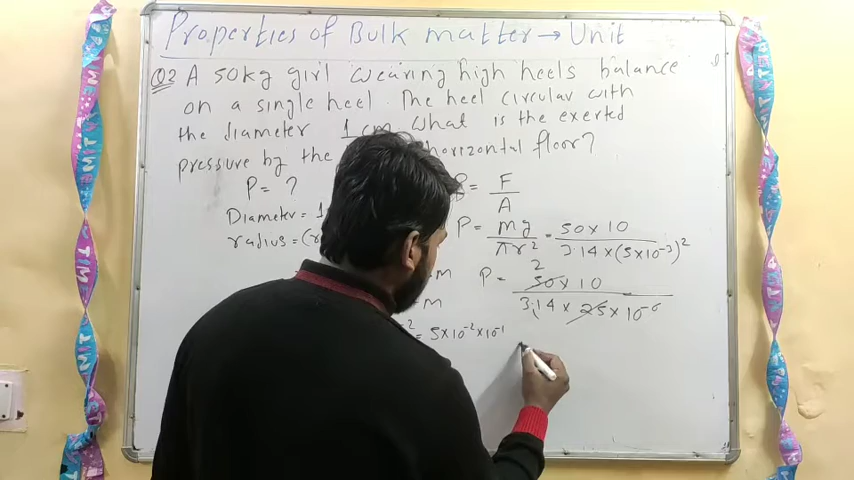 Properties of Bulk matter → Unit
Q2 A 50kg girl wearing high heels balance
on a single heel. The heel circular with
the diameter 1 cm what is the exerted
pressure by the horizontal floor?
P = ?
P = F / A
Diameter = 1
P = mg / πr² = 50 × 10 / 3.14 × (5×10⁻³)²
radius = (r
m
P = 50 × 10 / 3.14 × 25 × 10⁻⁶
2
m
2 = 5×10⁻² × 10⁻¹